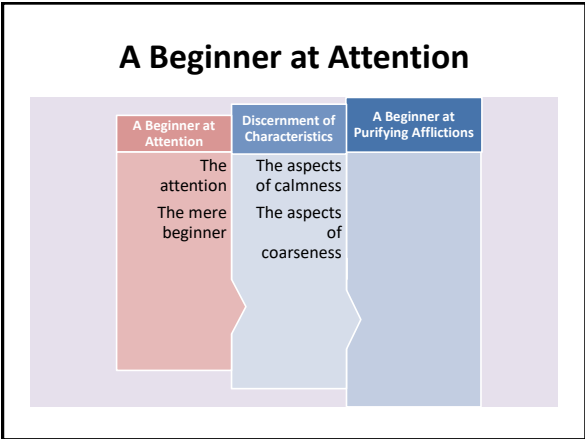 A Beginner at Attention
A Beginner at
Attention
The
attention
The mere
beginner
Discernment of
Characteristics
The aspects
of calmness
The aspects
of
coarseness
A Beginner at
Purifying Afflictions